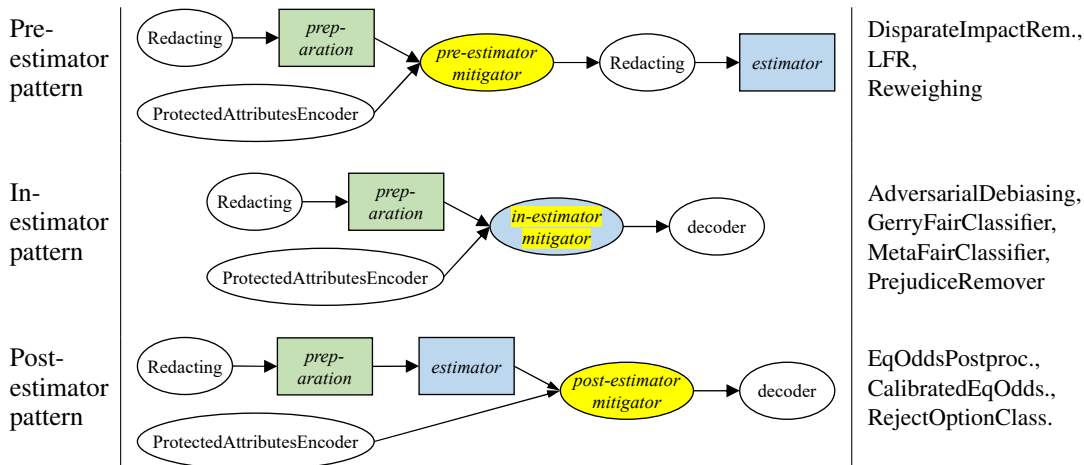 Pre-
estimator
pattern
Redacting
prep-
aration
pre-estimator
mitigator
Redacting
estimator
ProtectedAttributesEncoder
DisparateImpactRem.,
LFR,
Reweighing
In-
estimator
pattern
Redacting
prep-
aration
in-estimator
mitigator
decoder
ProtectedAttributesEncoder
AdversarialDebiasing,
GerryFairClassifier,
MetaFairClassifier,
PrejudiceRemover
Post-
estimator
pattern
Redacting
prep-
aration
estimator
post-estimator
mitigator
decoder
ProtectedAttributesEncoder
EqOddsPostproc.,
CalibratedEqOdds.,
RejectOptionClass.